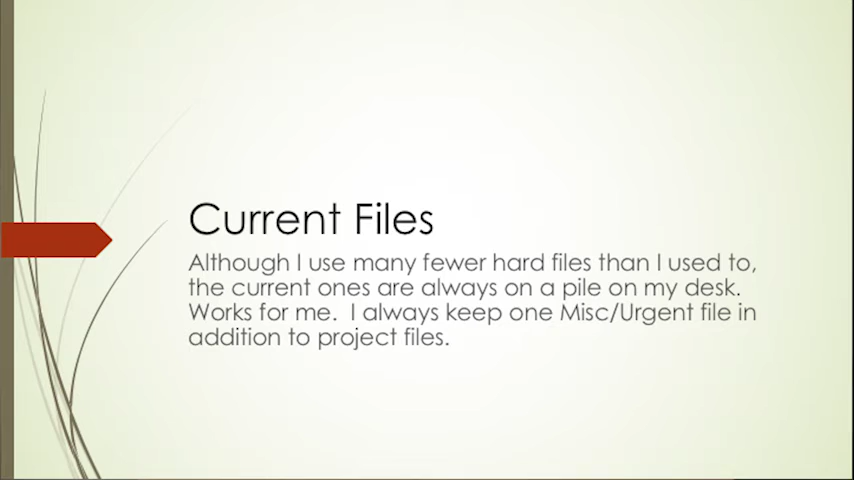 Current Files
Although I use many fewer hard files than I used to,
the current ones are always on a pile on my desk.
Works for me.  I always keep one Misc/Urgent file in
addition to project files.